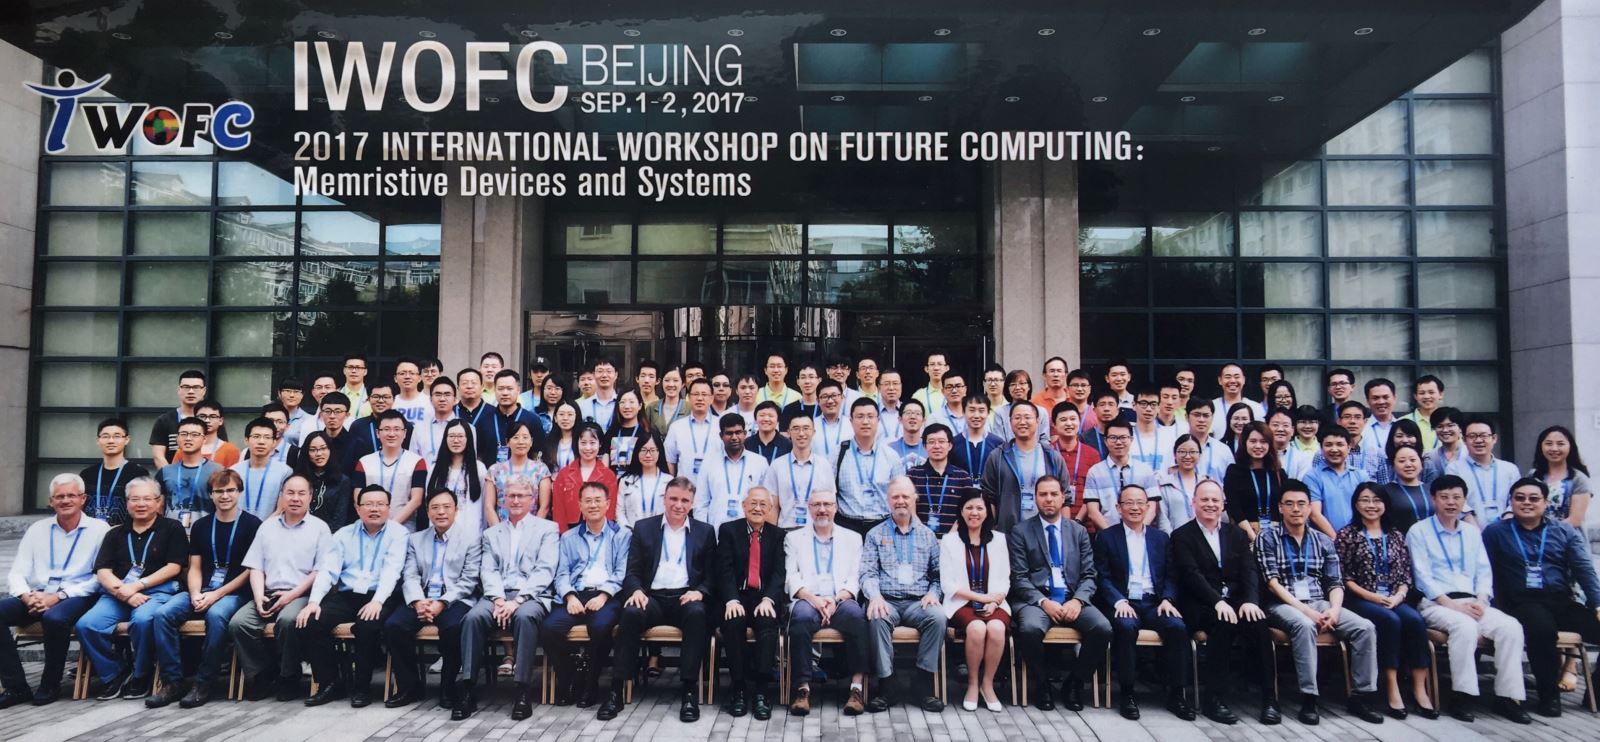 iWOFC
IWOFC BEIJING
SEP.1-2,2017
2017 INTERNATIONAL WORKSHOP ON FUTURE COMPUTING:
Memristive Devices and Systems